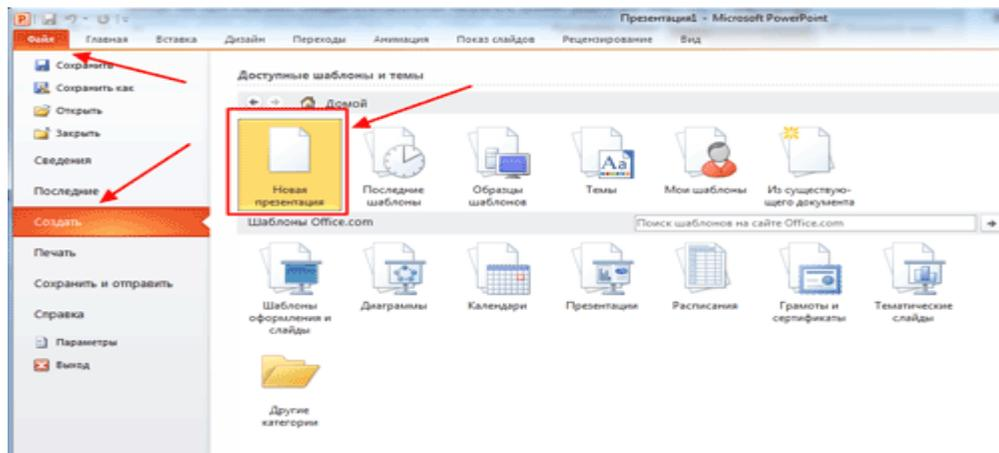 Презентация1 - Microsoft PowerPoint
Файл Главная Вставка Дизайн Переходы Анимация Показ слайдов Рецензирование Вид
Сохранить
Сохранить как
Открыть
Закрыть
Сведения
Последние
Создать
Печать
Сохранить и отправить
Справка
Параметры
Выход
Доступные шаблоны и темы
Домой
Новая
презентация
Последние
шаблоны
Образцы
шаблонов
Темы
Мои шаблоны
Из существую-
щего документа
Шаблоны Office.com
Поиск шаблонов на сайте Office.com
Шаблоны
оформления и
слайды
Диаграммы
Календари
Презентации
Расписания
Грамоты и
сертификаты
Тематические
слайды
Другие
категории